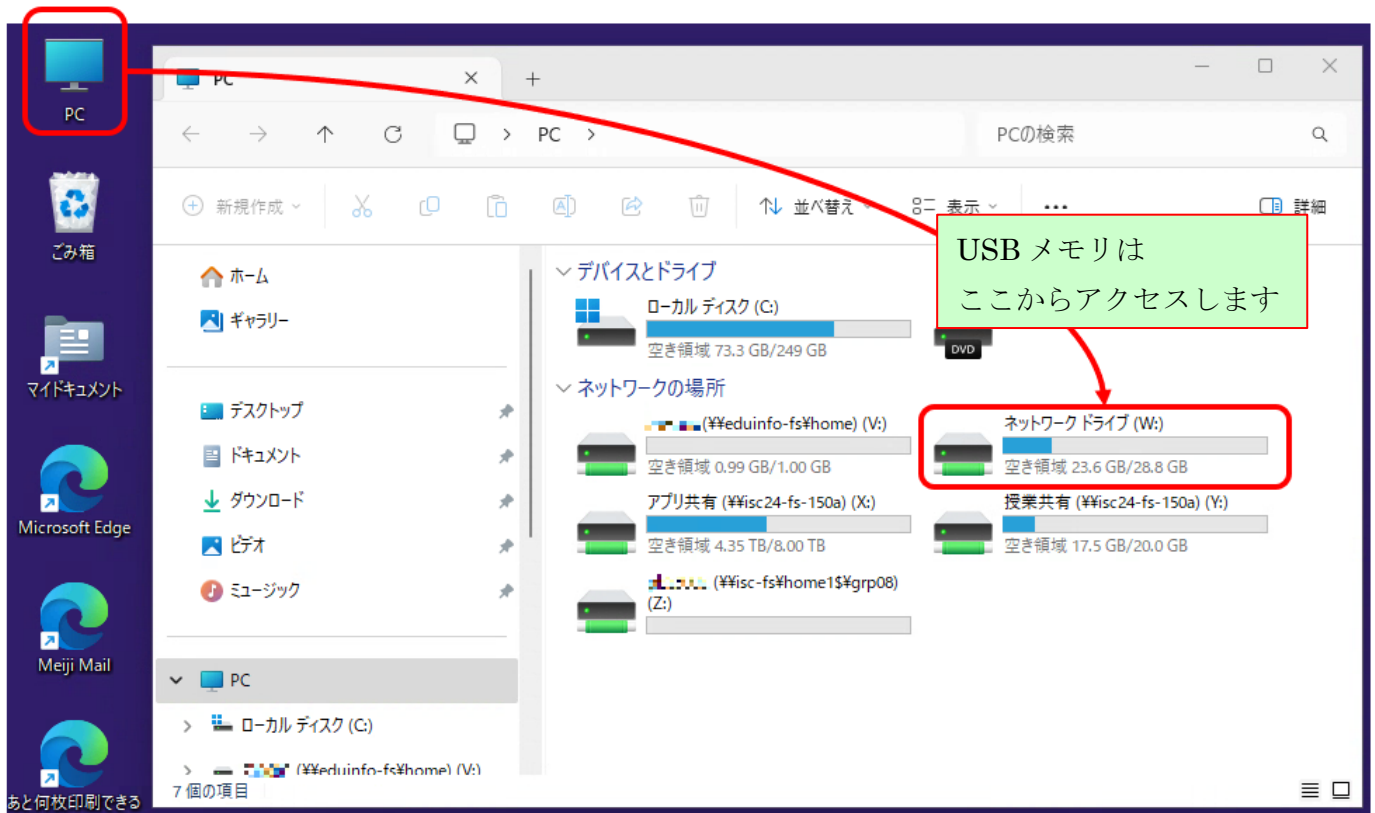 PC
ごみ箱
マイドキュメント
Microsoft Edge
Meiji Mail
あと何枚印刷できる
PC
PC
PCの検索
新規作成
並べ替え
表示
詳細
USB メモリは
ここからアクセスします
ホーム
ギャラリー
デスクトップ
ドキュメント
ダウンロード
ビデオ
ミュージック
PC
ローカル ディスク (C:)
(¥¥eduinfo-fs¥home) (V:)
7 個の項目
デバイスとドライブ
ローカル ディスク (C:)
空き領域 73.3 GB/249 GB
DVD
ネットワークの場所
(¥¥eduinfo-fs¥home) (V:)
空き領域 0.99 GB/1.00 GB
ネットワーク ドライブ (W:)
空き領域 23.6 GB/28.8 GB
アプリ共有 (¥¥isc24-fs-150a) (X:)
空き領域 4.35 TB/8.00 TB
授業共有 (¥¥isc24-fs-150a) (Y:)
空き領域 17.5 GB/20.0 GB
(¥¥isc-fs¥home1$¥grp08)
(Z:)